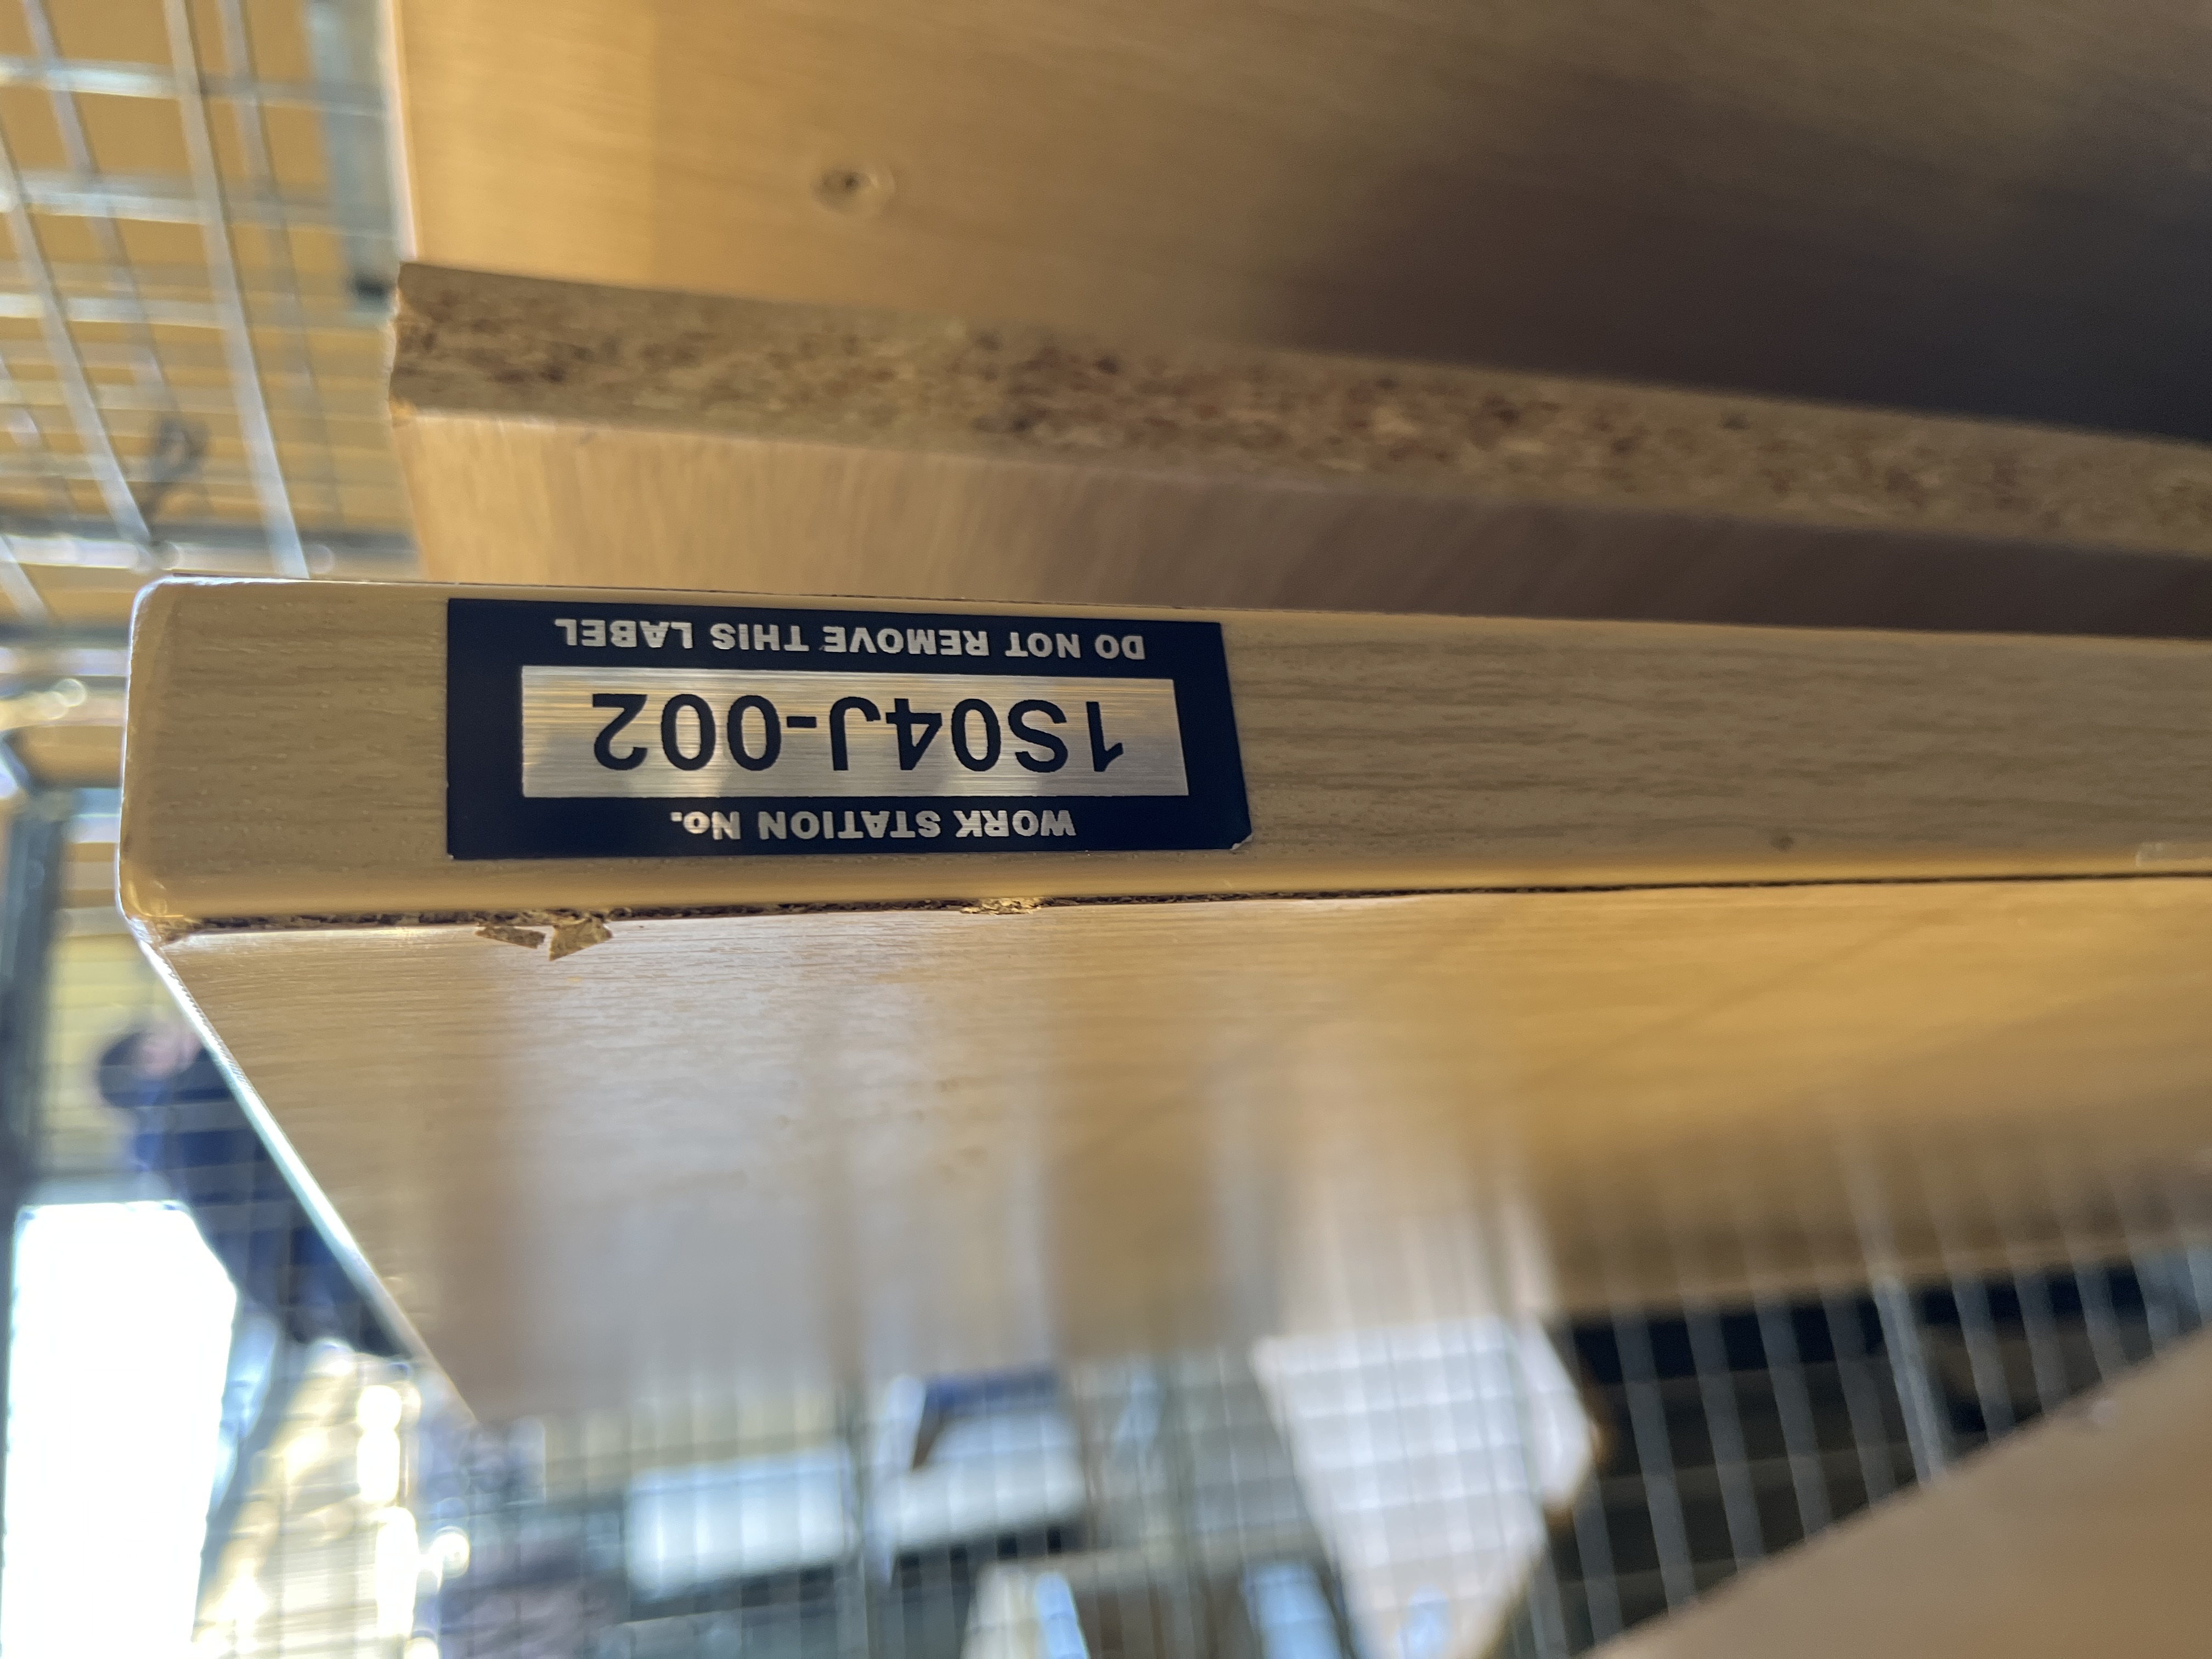 WORK STATION No.
1S04J-002
DO NOT REMOVE THIS LABEL